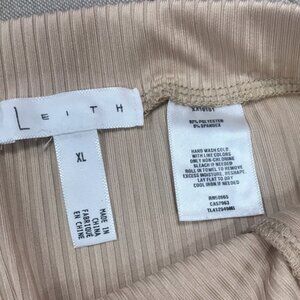 LEITH
XL
MADE IN
CHINA
FABRIQUÉ
EN CHINE
POLYESTER
SPANDEX
HAND WASH COLD
WITH LIKE COLORS
ONLY NON-CHLORINE
BLEACH IF NEEDED
ROLL IN TOWEL TO REMOVE
EXCESS MOISTURE, RESHAPE
LAY FLAT TO DRY
COOL IRON IF NEEDED